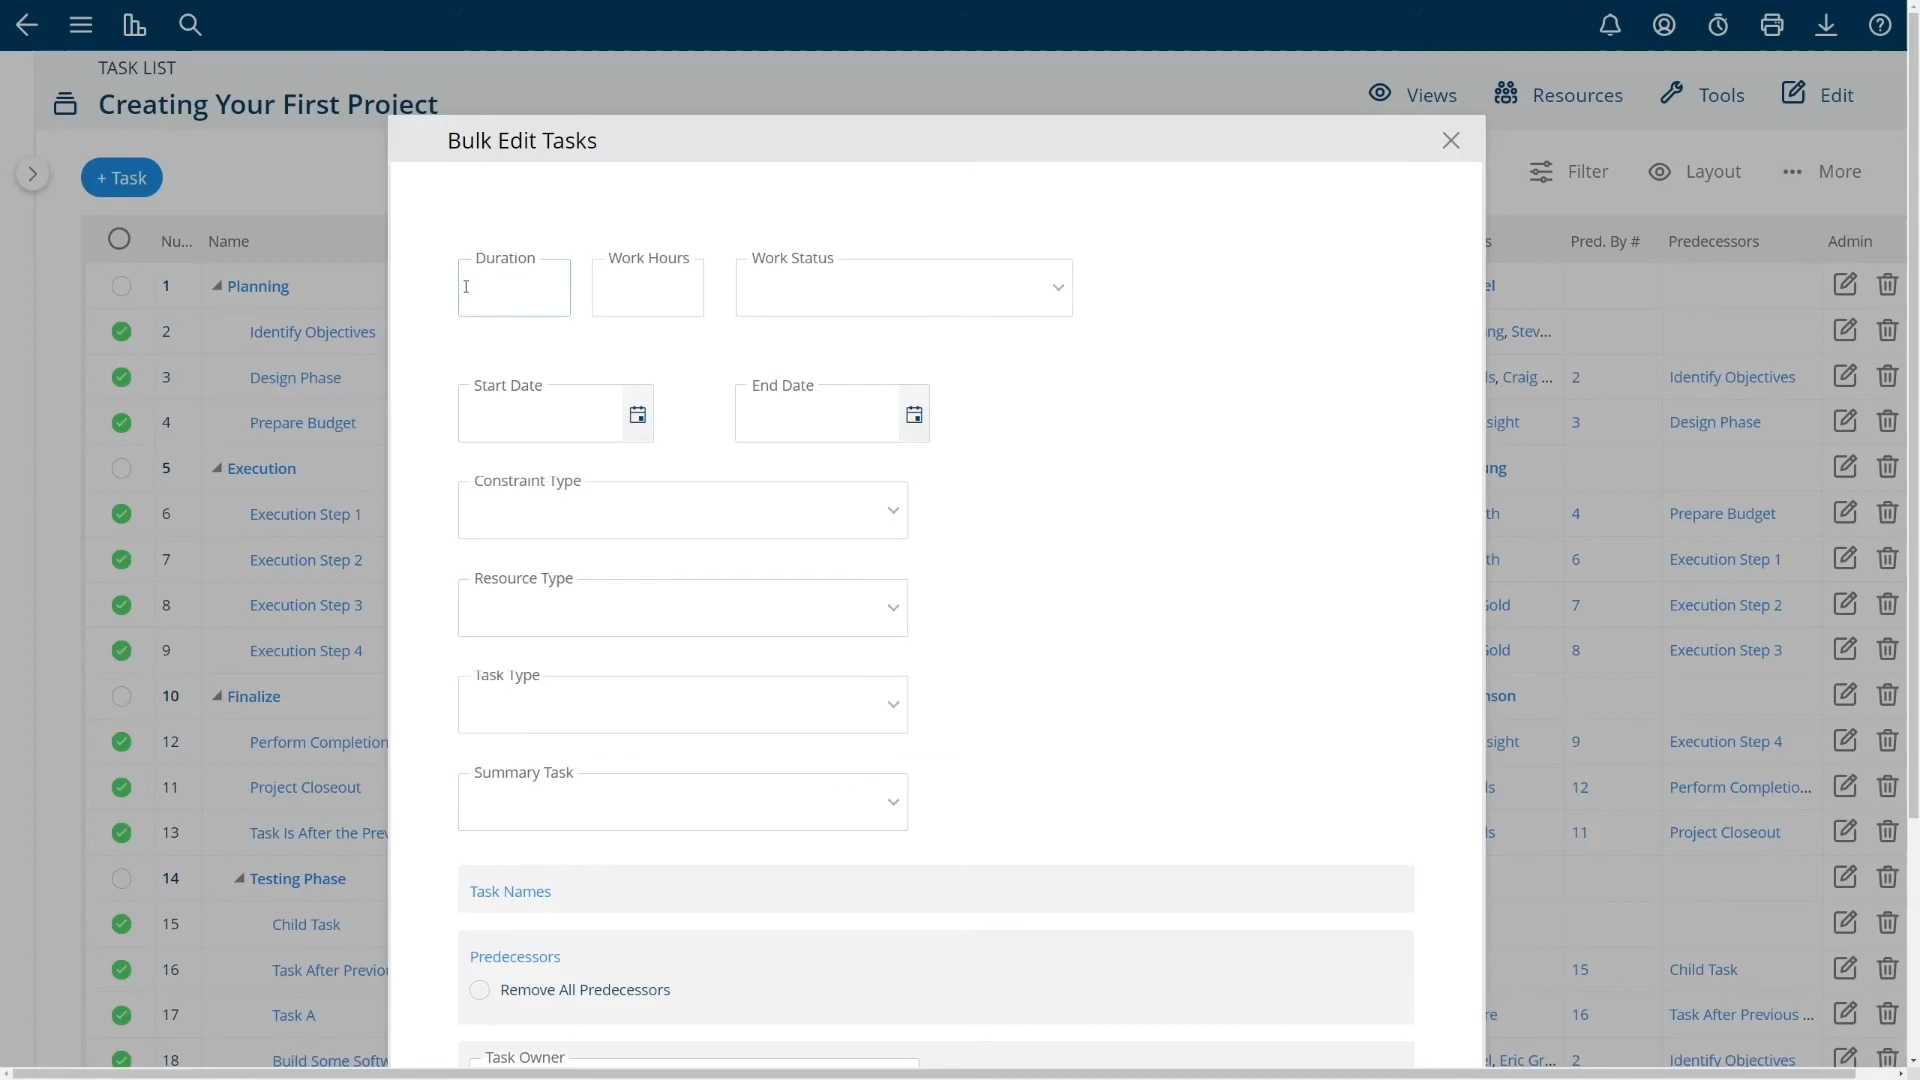 TASK LIST
Creating Your First Project
Views
Resources
Tools
Edit
Bulk Edit Tasks
+ Task
Filter
Layout
More
Nu...
Name
s
Pred. By #
Predecessors
Admin
Duration
Work Hours
Work Status
Start Date
End Date
Constraint Type
Resource Type
Task Type
Summary Task
Task Names
Predecessors
Remove All Predecessors
Task Owner
1 Planning el
2 Identify Objectives ng, Stev...
3 Design Phase ls, Craig ... 2 Identify Objectives
4 Prepare Budget sight 3 Design Phase
5 Execution ung
6 Execution Step 1 th 4 Prepare Budget
7 Execution Step 2 th 6 Execution Step 1
8 Execution Step 3 Gold 7 Execution Step 2
9 Execution Step 4 Gold 8 Execution Step 3
10 Finalize nson
12 Perform Completion sight 9 Execution Step 4
11 Project Closeout ls 12 Perform Completio...
13 Task Is After the Prev ls 11 Project Closeout
14 Testing Phase
15 Child Task
16 Task After Previou 15 Child Task
17 Task A re 16 Task After Previous ...
18 Build Some Softw el, Eric Gr... 2 Identify Objectives